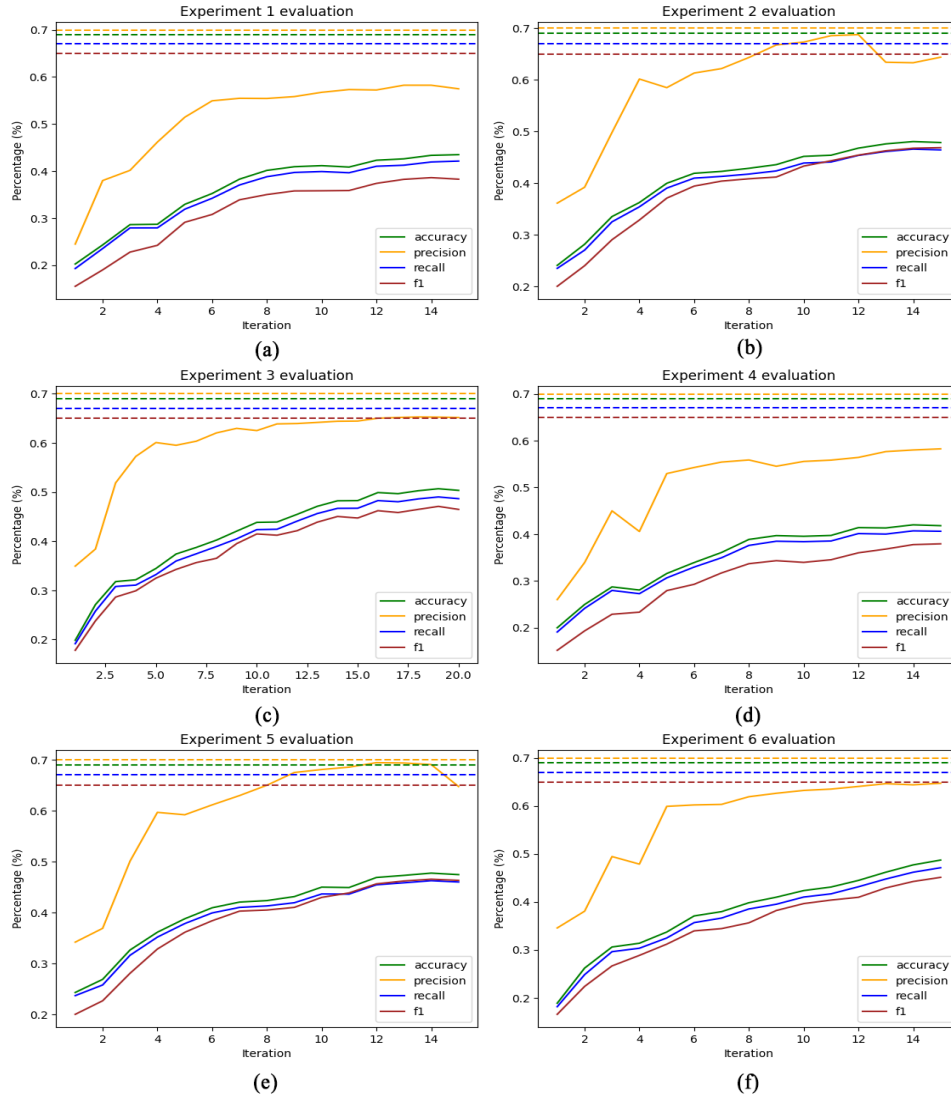 Experiment 1 evaluation
0.7
0.6
0.5
0.4
0.3
0.2
Percentage (%)
accuracy
precision
recall
f1
2 4 6 8 10 12 14
Iteration
(a)
Experiment 2 evaluation
0.7
0.6
0.5
0.4
0.3
0.2
Percentage (%)
accuracy
precision
recall
f1
2 4 6 8 10 12 14
Iteration
(b)
Experiment 3 evaluation
0.7
0.6
0.5
0.4
0.3
0.2
Percentage (%)
accuracy
precision
recall
f1
2.5 5.0 7.5 10.0 12.5 15.0 17.5 20.0
Iteration
(c)
Experiment 4 evaluation
0.7
0.6
0.5
0.4
0.3
0.2
Percentage (%)
accuracy
precision
recall
f1
2 4 6 8 10 12 14
Iteration
(d)
Experiment 5 evaluation
0.7
0.6
0.5
0.4
0.3
0.2
Percentage (%)
accuracy
precision
recall
f1
2 4 6 8 10 12 14
Iteration
(e)
Experiment 6 evaluation
0.7
0.6
0.5
0.4
0.3
0.2
Percentage (%)
accuracy
precision
recall
f1
2 4 6 8 10 12 14
Iteration
(f)